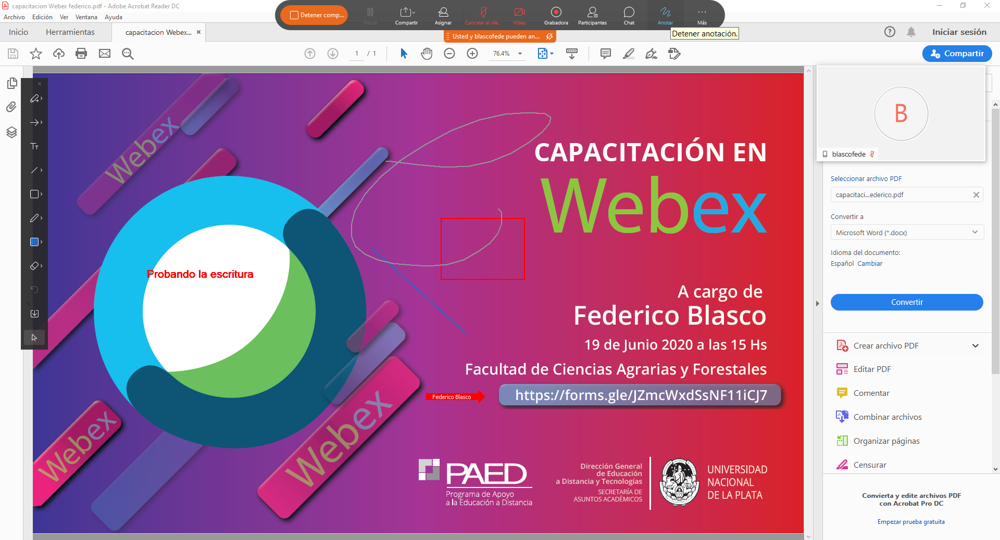 capacitacion Webex federico.pdf - Adobe Acrobat Reader DC
Archivo Edición Ver Ventana Ayuda
Detener comp...
Pausa
Compartir
Asignar
Cancelar el sile...
Vídeo
Grabadora
Participantes
Chat
Anotar
Más
Usted y blascofede pueden an...
Detener anotación.
Inicio Herramientas capacitacion Webex...
Iniciar sesión
1 / 1
76.4%
Compartir
B
blascofede
Webex
CAPACITACIÓN EN
Webex
Probando la escritura
A cargo de
Federico Blasco
19 de Junio 2020 a las 15 Hs
Facultad de Ciencias Agrarias y Forestales
Federico Blasco
https://forms.gle/JZmcWxdSsNF11iCJ7
Webex
Webex
PAED
Programa de Apoyo
a la Educación a Distancia
Dirección General
de Educación
a Distancia y Tecnologías
SECRETARÍA DE
ASUNTOS ACADÉMICOS
UNIVERSIDAD
NACIONAL
DE LA PLATA
Seleccionar archivo PDF
capacitaci...ederico.pdf
Convertir a
Microsoft Word (*.docx)
Idioma del documento:
Español Cambiar
Convertir
Crear archivo PDF
Editar PDF
Comentar
Combinar archivos
Organizar páginas
Censurar
Convierta y edite archivos PDF
con Acrobat Pro DC
Empezar prueba gratuita